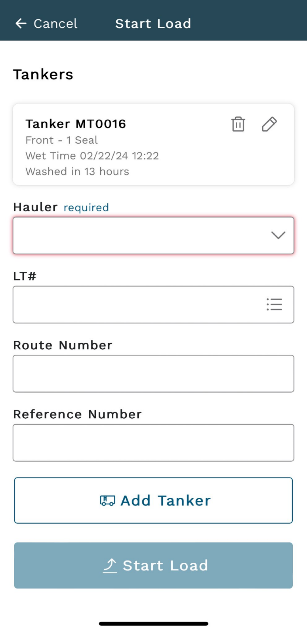 Cancel
Start Load
Tankers
Tanker MT0016
Front - 1 Seal
Wet Time 02/22/24 12:22
Washed in 13 hours
Hauler required
LT#
Route Number
Reference Number
Add Tanker
Start Load